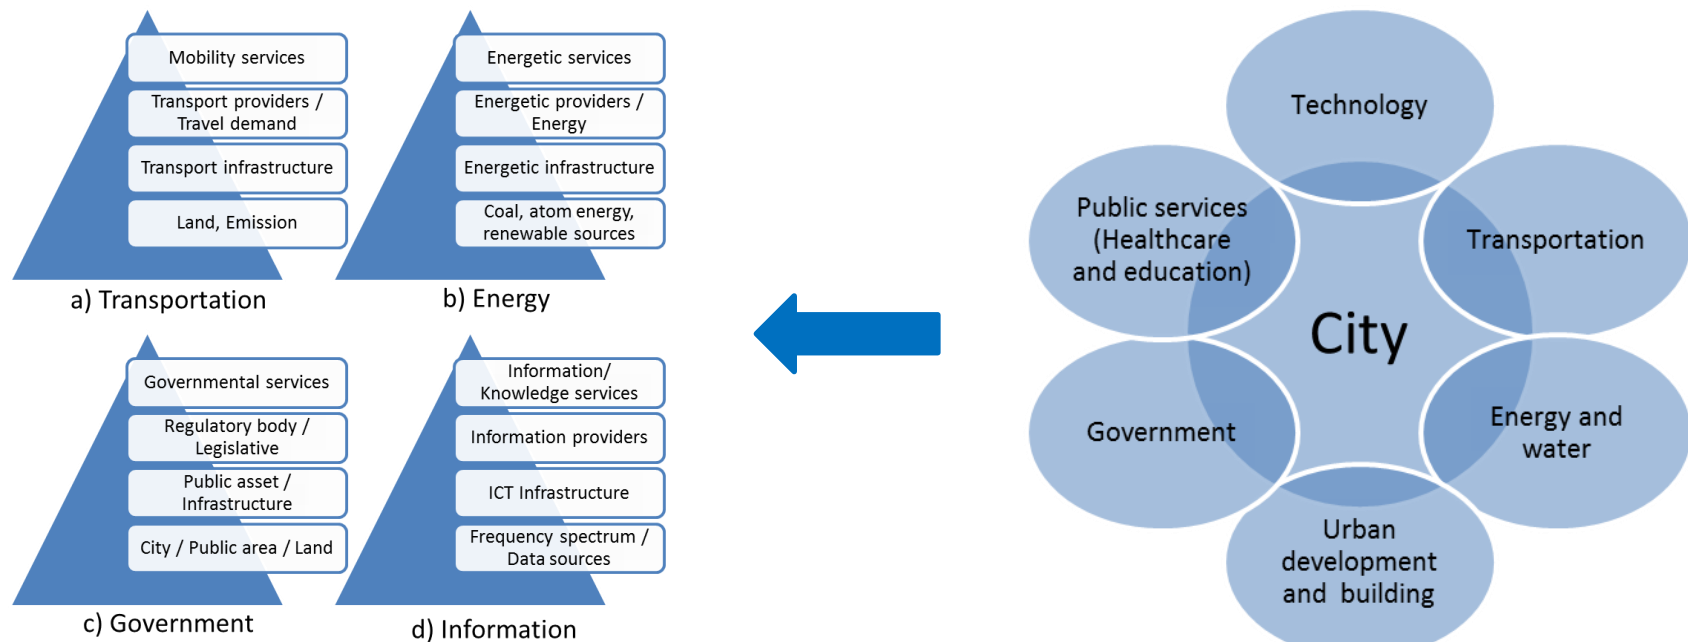 Mobility services
Transport providers /
Travel demand
Transport infrastructure
Land, Emission
a) Transportation
Energetic services
Energetic providers /
Energy
Energetic infrastructure
Coal, atom energy,
renewable sources
b) Energy
Governmental services
Regulatory body /
Legislative
Public asset /
Infrastructure
City / Public area / Land
c) Government
Information/
Knowledge services
Information providers
ICT Infrastructure
Frequency spectrum /
Data sources
d) Information
Technology
Public services
(Healthcare
and education)
Transportation
City
Government
Energy and
water
Urban
development
and building